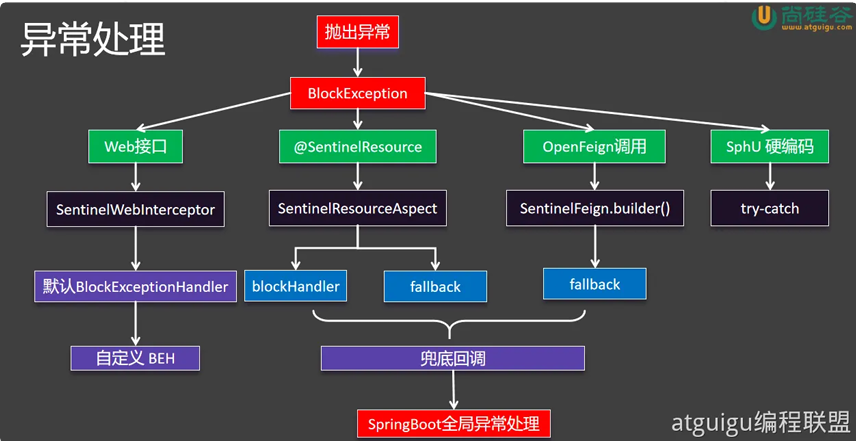 异常处理
尚硅谷
www.atguigu.com
抛出异常
BlockException
Web接口
@SentinelResource
OpenFeign调用
SphU 硬编码
SentinelWebInterceptor
SentinelResourceAspect
SentinelFeign.builder()
try-catch
默认BlockExceptionHandler
blockHandler
fallback
fallback
自定义 BEH
兜底回调
SpringBoot全局异常处理
atguigu编程联盟